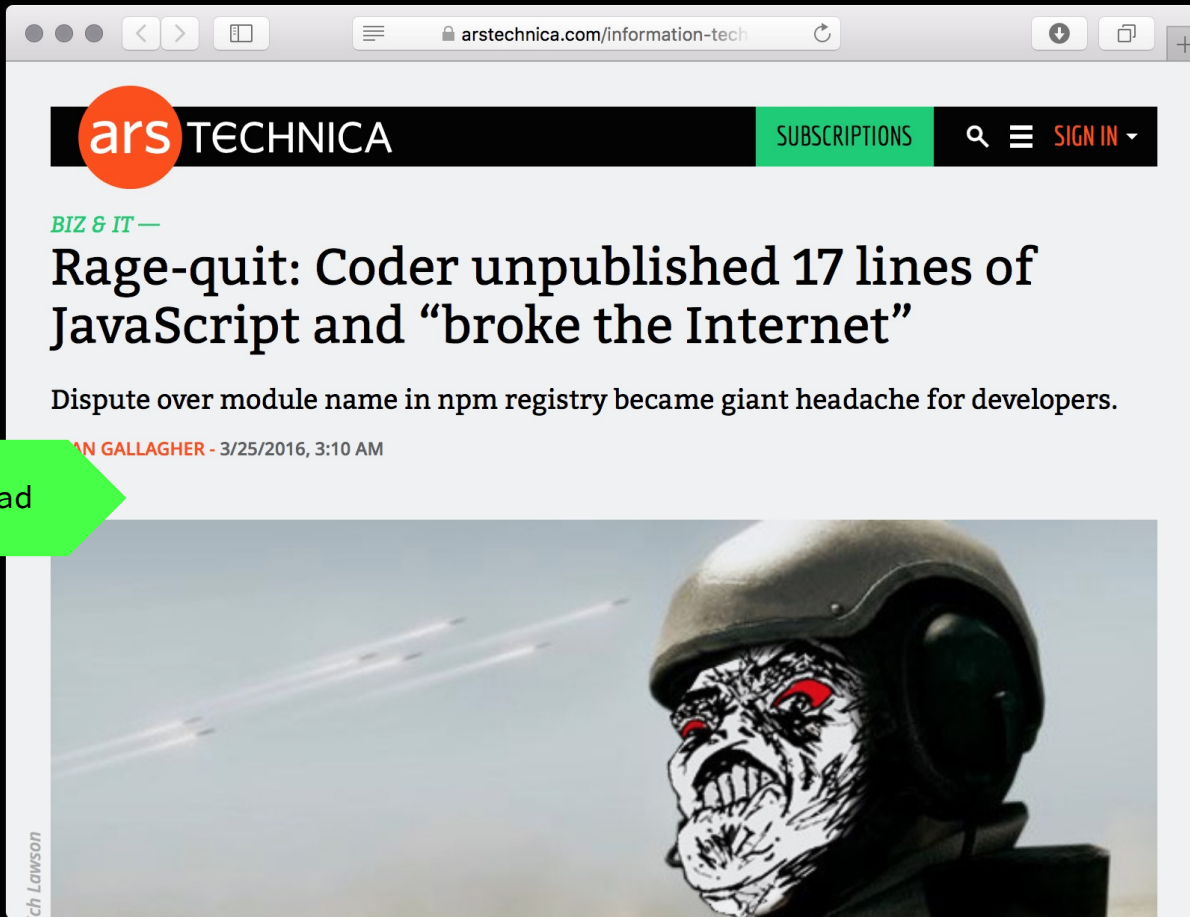 arstechnica.com/information-tech
ars TECHNICA
SUBSCRIPTIONS
SIGN IN
BIZ & IT —
Rage-quit: Coder unpublished 17 lines of
JavaScript and “broke the Internet”
Dispute over module name in npm registry became giant headache for developers.
AN GALLAGHER - 3/25/2016, 3:10 AM
ad
ch Lawson